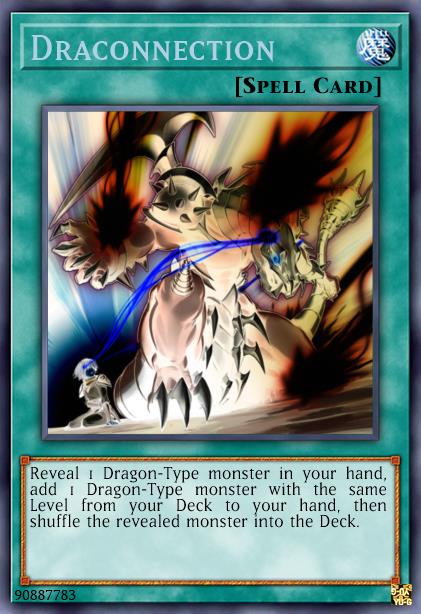 DRACONNECTION
魔
[SPELL CARD]
Reveal 1 Dragon-Type monster in your hand,
add 1 Dragon-Type monster with the same
Level from your Deck to your hand, then
shuffle the revealed monster into the Deck.
90887783